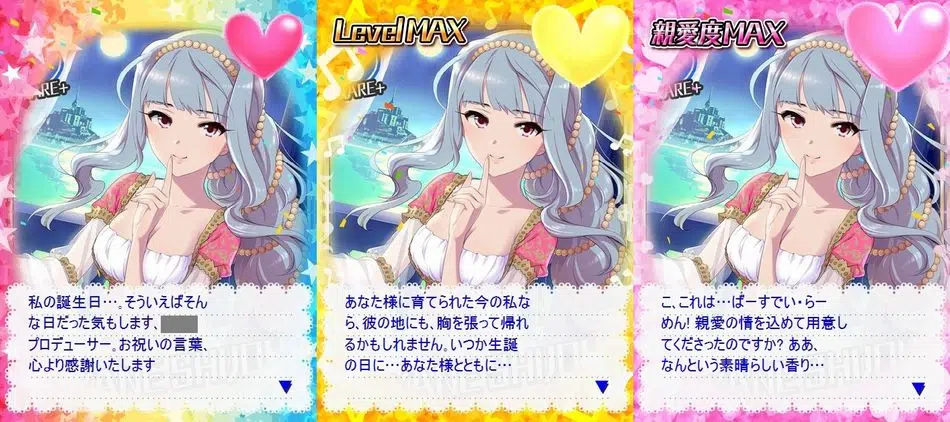 RARE+
私の誕生日…。そういえばそん
な日だった気もします、
プロデューサー。お祝いの言葉、
心より感謝いたします
Level MAX
RARE+
あなた様に育てられた今の私な
ら、彼の地にも、胸を張って帰れ
るかもしれません。いつか生誕
の日に…あなた様とともに…
親愛度MAX
RARE+
こ、これは…ばーすでい・らー
めん! 親愛の情を込めて用意し
てくださったのですか? ああ、
なんという素晴らしい香り…